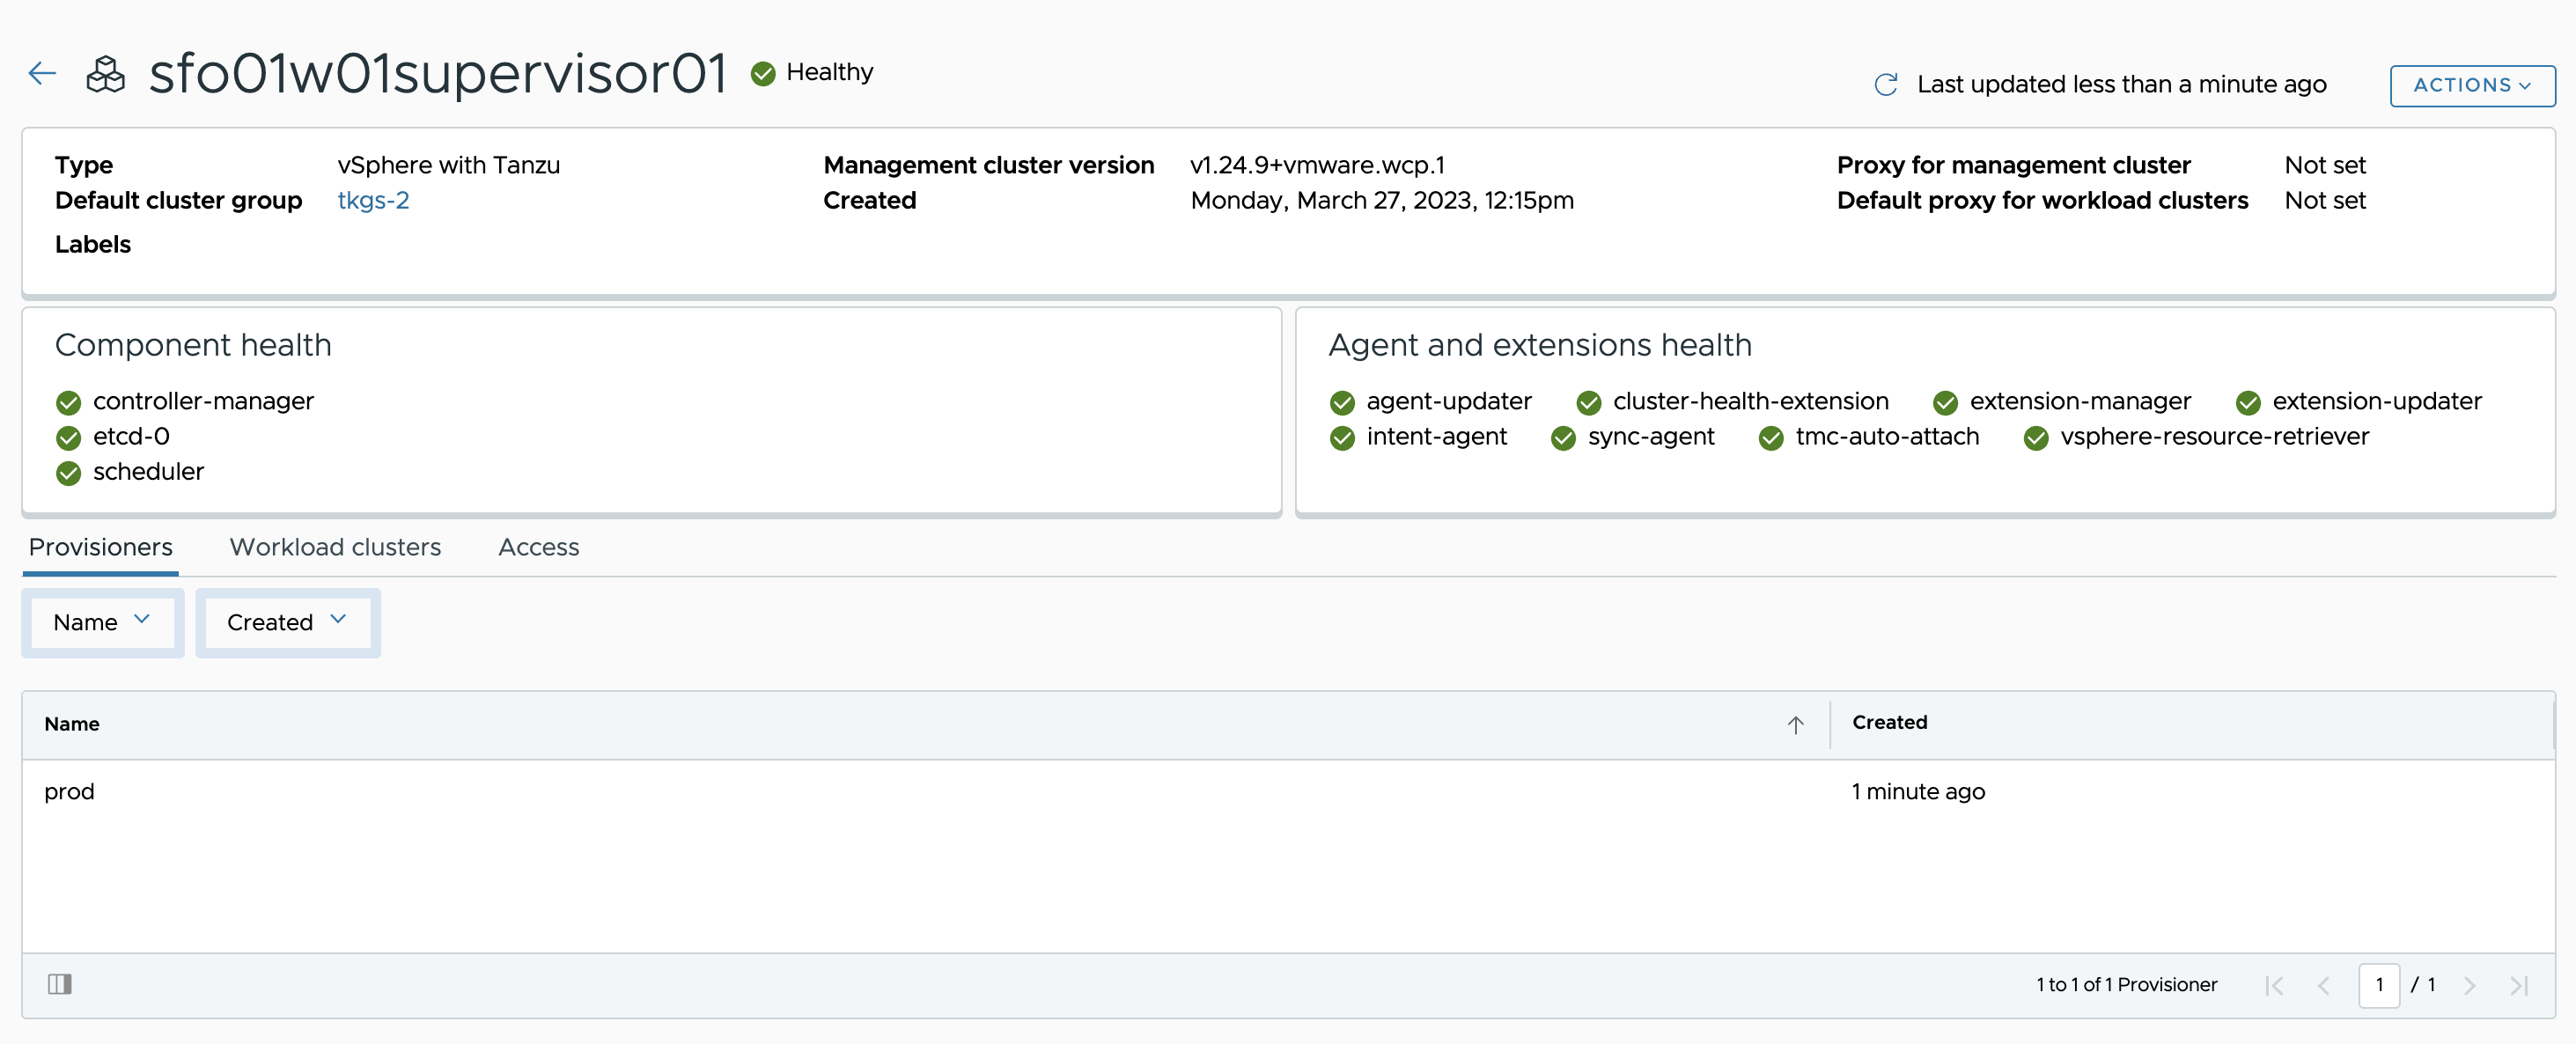 sfo01w01supervisor01 Healthy
Last updated less than a minute ago
ACTIONS
Type vSphere with Tanzu
Default cluster group tkgs-2
Labels
Management cluster version v1.24.9+vmware.wcp.1
Created Monday, March 27, 2023, 12:15pm
Proxy for management cluster Not set
Default proxy for workload clusters Not set
Component health
controller-manager
etcd-0
scheduler
Agent and extensions health
agent-updater cluster-health-extension extension-manager extension-updater
intent-agent sync-agent tmc-auto-attach vsphere-resource-retriever
Provisioners Workload clusters Access
Name Created
Name Created
prod 1 minute ago
1 to 1 of 1 Provisioner 1 / 1